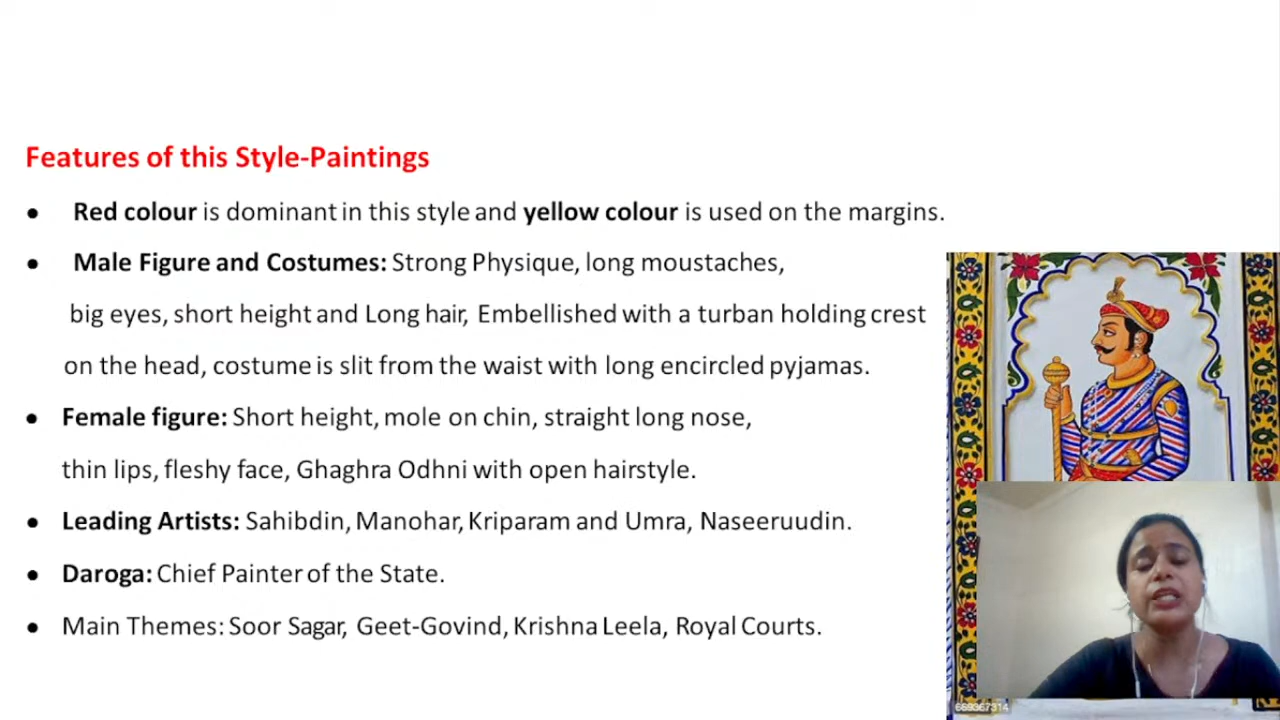 Features of this Style-Paintings
● Red colour is dominant in this style and yellow colour is used on the margins.
● Male Figure and Costumes: Strong Physique, long moustaches,
big eyes, short height and Long hair, Embellished with a turban holding crest
on the head, costume is slit from the waist with long encircled pyjamas.
● Female figure: Short height, mole on chin, straight long nose,
thin lips, fleshy face, Ghaghra Odhni with open hairstyle.
● Leading Artists: Sahibdin, Manohar, Kriparam and Umra, Naseeruudin.
● Daroga: Chief Painter of the State.
● Main Themes: Soor Sagar, Geet-Govind, Krishna Leela, Royal Courts.
669367314